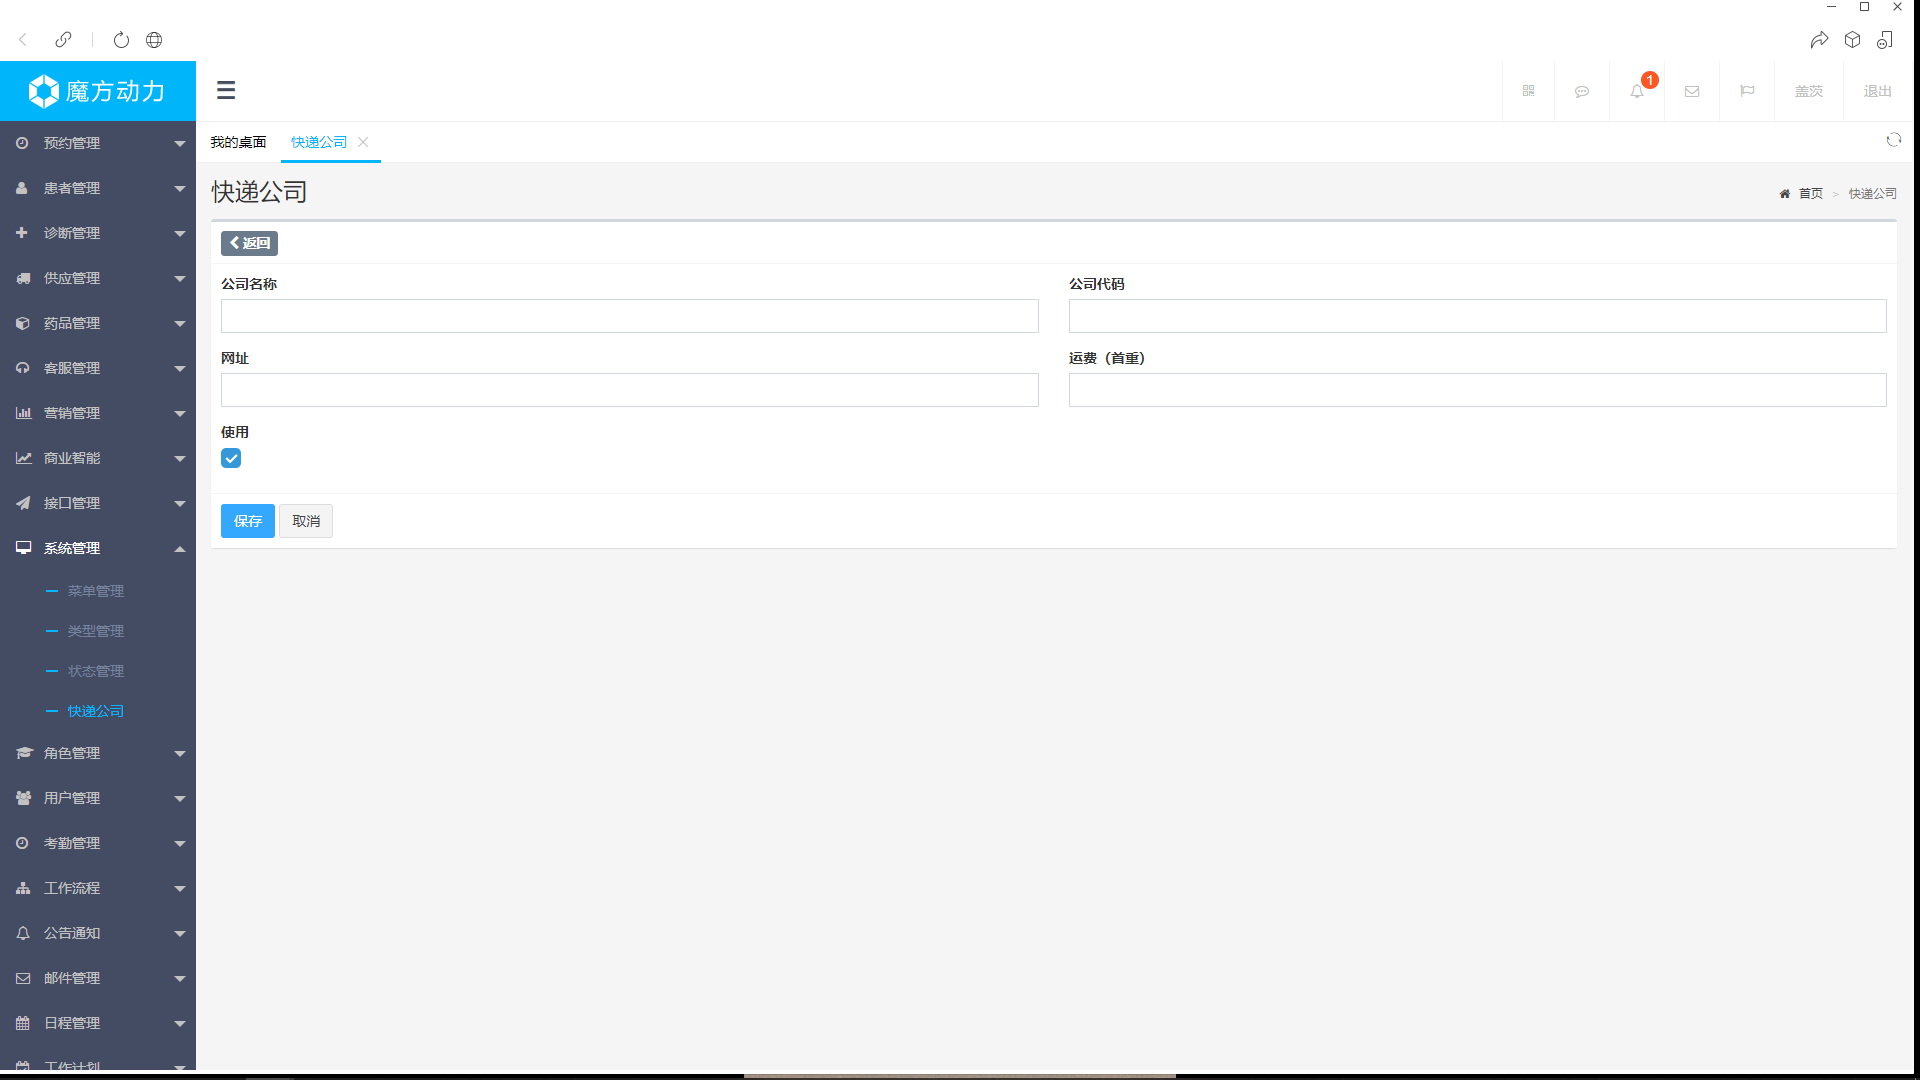 魔方动力
1
盖茨
退出
我的桌面
快递公司
快递公司
首页 > 快递公司
返回
公司名称
公司代码
网址
运费（首重）
使用
保存
取消
预约管理
患者管理
诊断管理
供应管理
药品管理
客服管理
营销管理
商业智能
接口管理
系统管理
菜单管理
类型管理
状态管理
快递公司
角色管理
用户管理
考勤管理
工作流程
公告通知
邮件管理
日程管理
工作计划